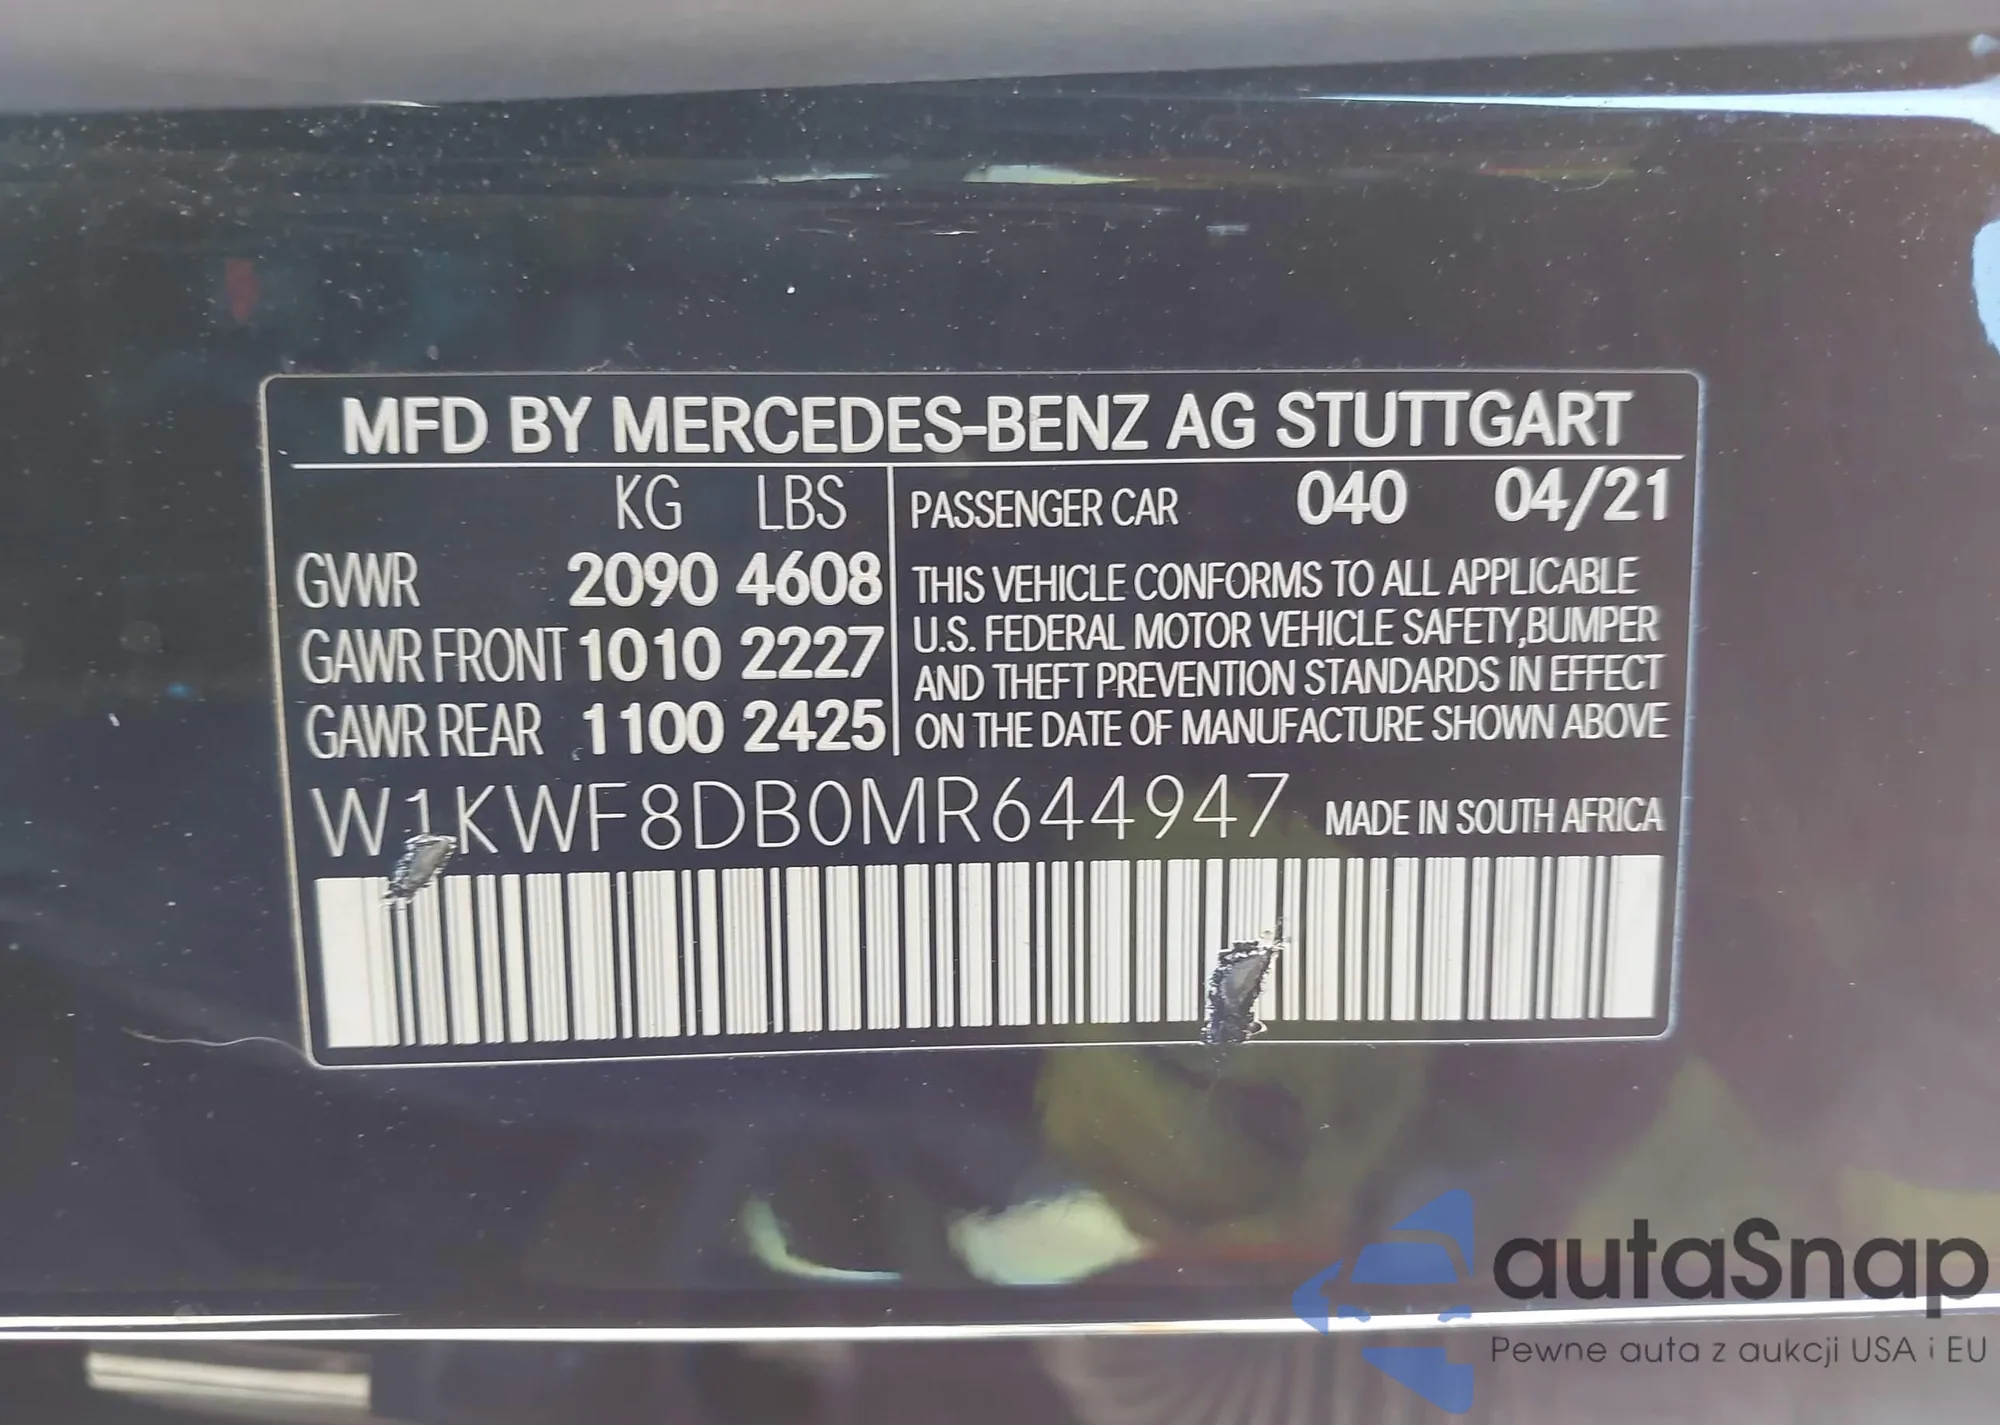 MFD BY MERCEDES-BENZ AG STUTTGART
KG LBS
GVWR 2090 4608
GAWR FRONT 1010 2227
GAWR REAR 1100 2425
PASSENGER CAR 040 04/21
THIS VEHICLE CONFORMS TO ALL APPLICABLE
U.S. FEDERAL MOTOR VEHICLE SAFETY,BUMPER
AND THEFT PREVENTION STANDARDS IN EFFECT
ON THE DATE OF MANUFACTURE SHOWN ABOVE
W1KWF8DB0MR644947 MADE IN SOUTH AFRICA
autaSnap
Pewne auta z aukcji USA i EU